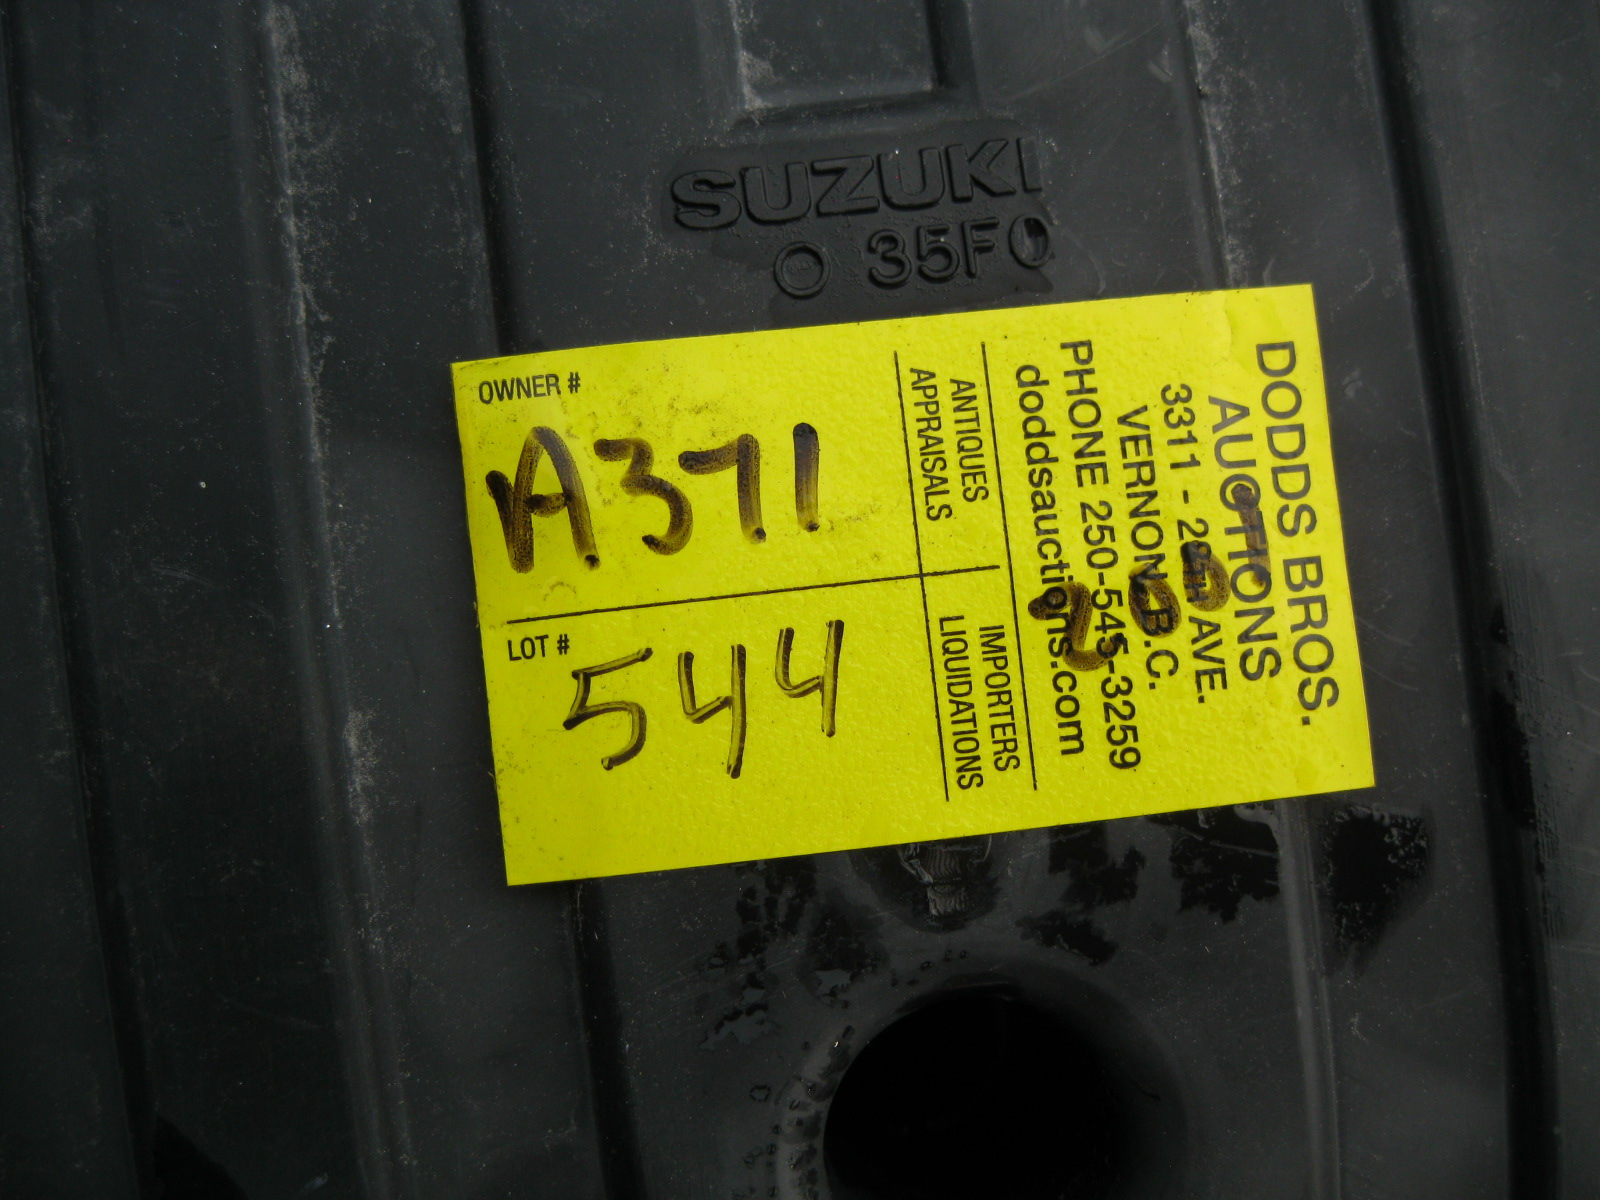 SUZUKI
O 35F0
OWNER #
A371
LOT #
544
ANTIQUES
APPRAISALS
IMPORTERS
LIQUIDATIONS
DODDS BROS.
AUCTIONS
3311 - 28TH AVE.
VERNON, B.C.
PHONE 250-545-3259
doddsauctions.com